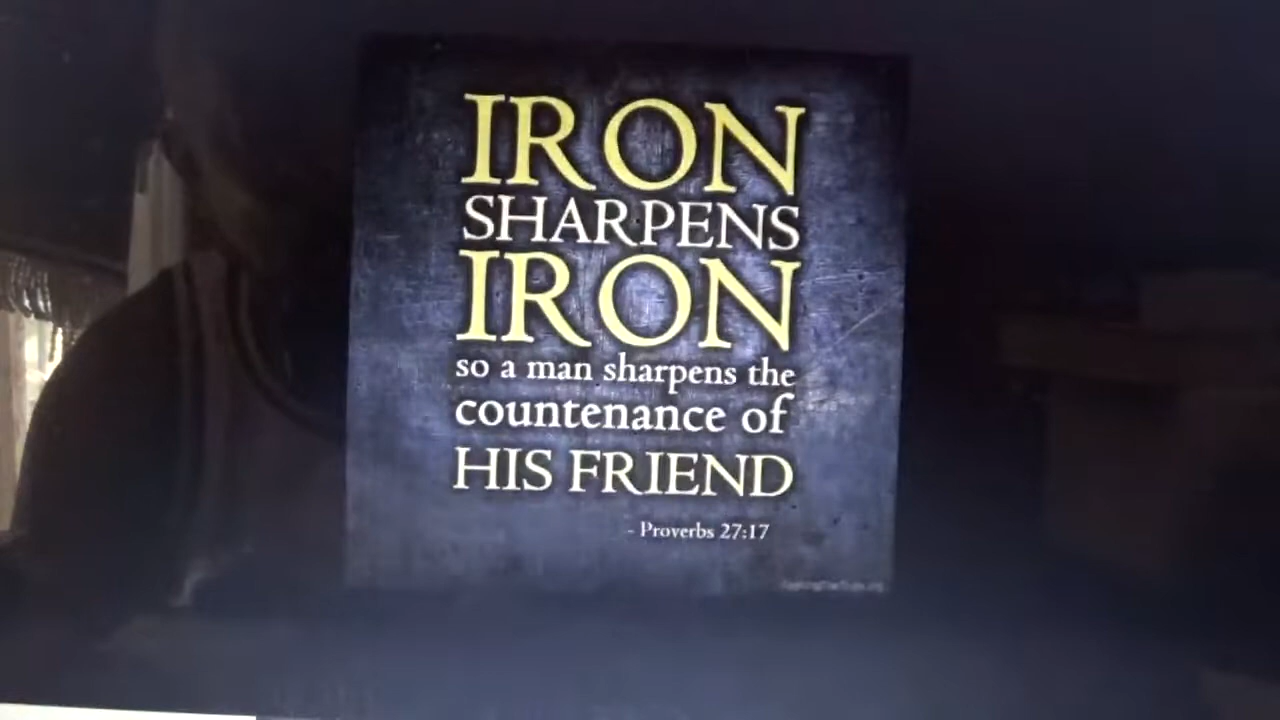 IRON
SHARPENS
IRON
so a man sharpens the
countenance of
HIS FRIEND
- Proverbs 27:17